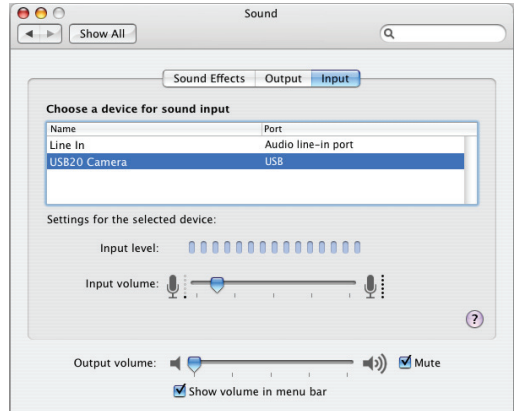 Sound
Show All
Sound Effects Output Input
Choose a device for sound input
Name Port
Line In Audio line-in port
USB20 Camera USB
Settings for the selected device:
Input level:
Input volume:
?
Output volume: Mute
Show volume in menu bar